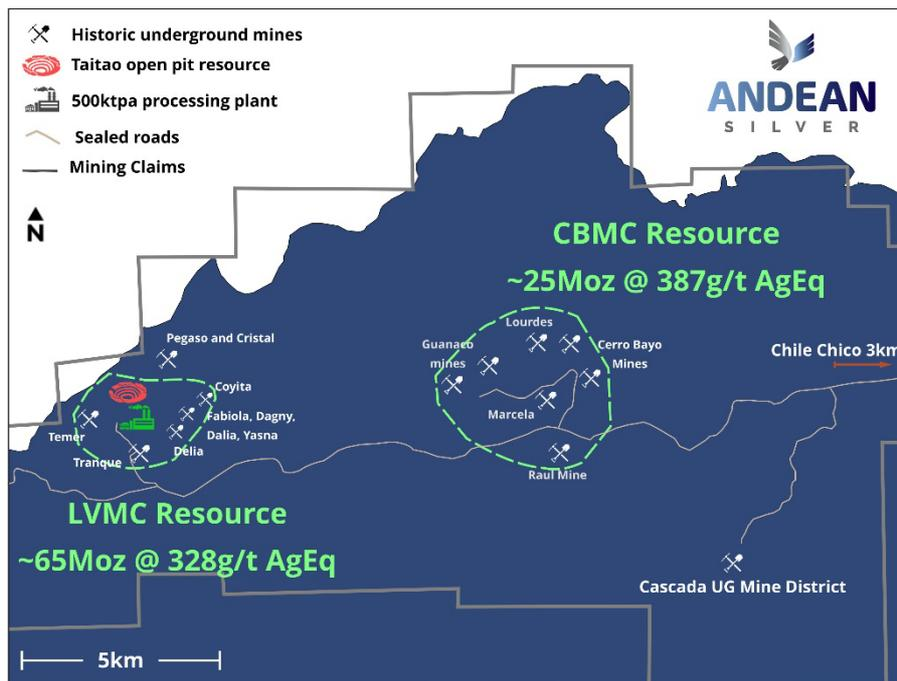 Historic underground mines
Taitao open pit resource
500ktpa processing plant
Sealed roads
Mining Claims
N
ANDEAN
SILVER
CBMC Resource
~25Moz @ 387g/t AgEq
Pegaso and Cristal
Lourdes
Guanaco
mines
Cerro Bayo
Mines
Chile Chico 3km
Coyita
Marcela
Fabiola, Dagny,
Dalia, Yasna
Temer
Delia
Tranque
Raul Mine
LVMC Resource
~65Moz @ 328g/t AgEq
Cascada UG Mine District
5km